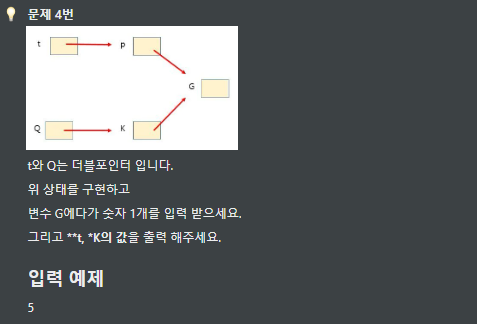 문제 4번
t
p
G
Q
K
t와 Q는 더블포인터 입니다.
위 상태를 구현하고
변수 G에다가 숫자 1개를 입력 받으세요.
그리고 **t, *K의 값을 출력 해주세요.
입력 예제
5